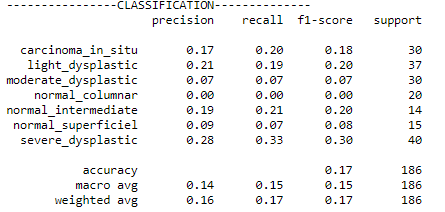 ----------------CLASSIFICATION--------------
precision recall f1-score support
carcinoma_in_situ 0.17 0.20 0.18 30
light_dysplastic 0.21 0.19 0.20 37
moderate_dysplastic 0.07 0.07 0.07 30
normal_columnar 0.00 0.00 0.00 20
normal_intermediate 0.19 0.21 0.20 14
normal_superficiel 0.09 0.07 0.08 15
severe_dysplastic 0.28 0.33 0.30 40
accuracy 0.17 186
macro avg 0.14 0.15 0.15 186
weighted avg 0.16 0.17 0.17 186